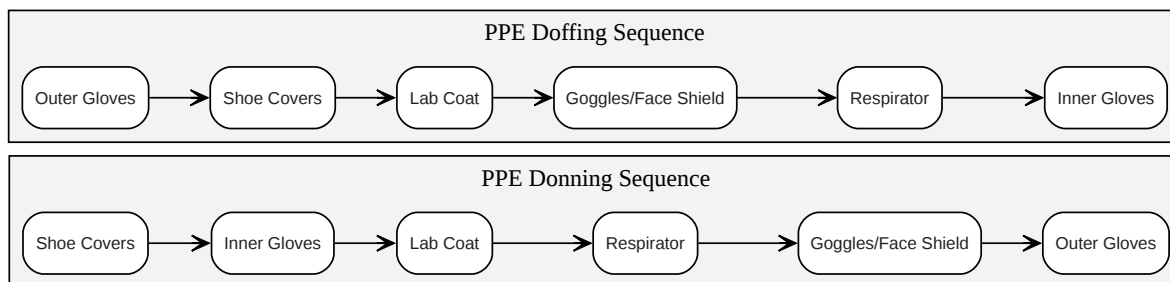 PPE Doffing Sequence
Outer Gloves
Shoe Covers
Lab Coat
Goggles/Face Shield
Respirator
Inner Gloves
PPE Donning Sequence
Shoe Covers
Inner Gloves
Lab Coat
Respirator
Goggles/Face Shield
Outer Gloves